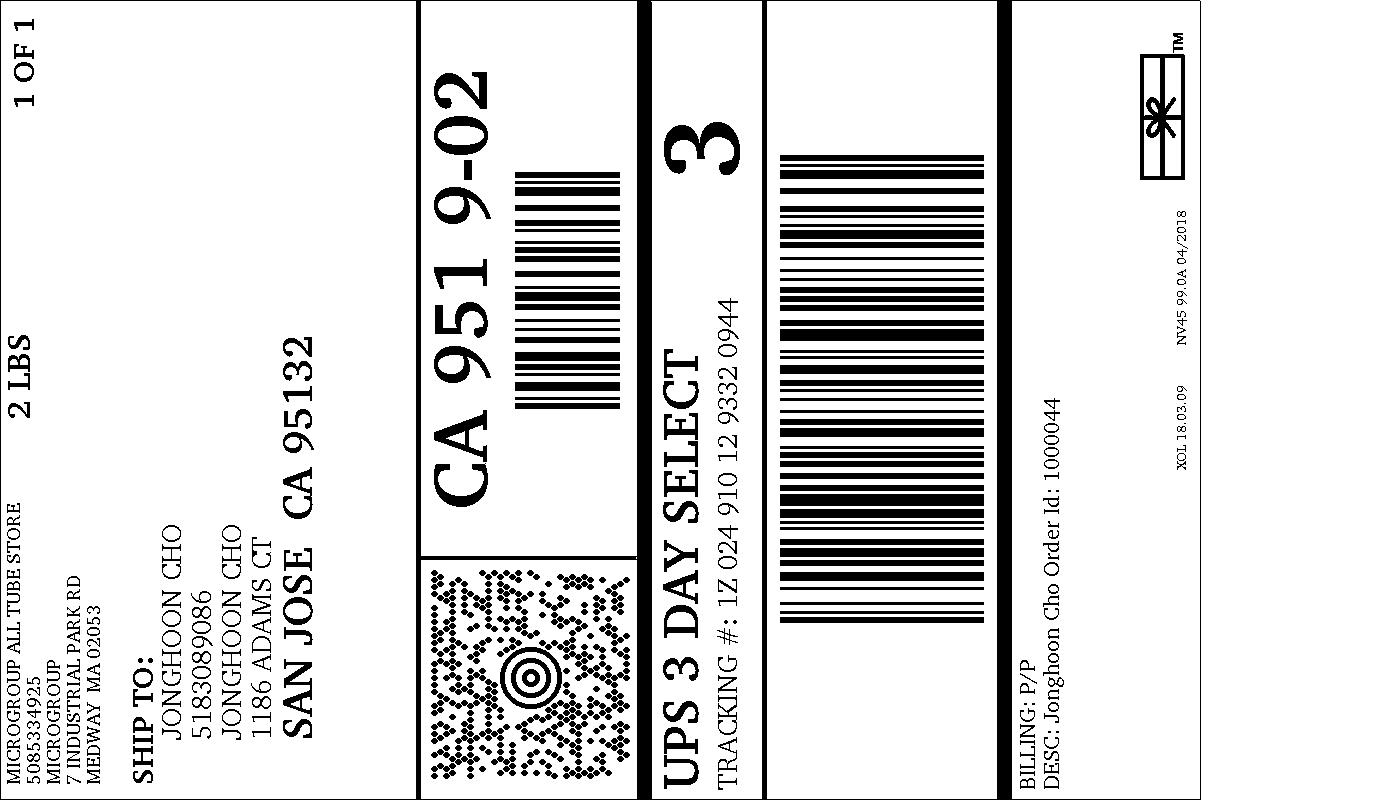 MICROGROUP ALL TUBE STORE
5085334925
MICROGROUP
7 INDUSTRIAL PARK RD
MEDWAY MA 02053
2 LBS
1 OF 1
SHIP TO:
JONGHOON CHO
5183089086
JONGHOON CHO
1186 ADAMS CT
SAN JOSE CA 95132
CA 951 9-02
UPS 3 DAY SELECT
TRACKING #: 1Z 024 910 12 9332 0944
3
BILLING: P/P
DESC: Jonghoon Cho Order Id: 1000044
XOL 18.03.09 NV45 99.0A 04/2018
TM